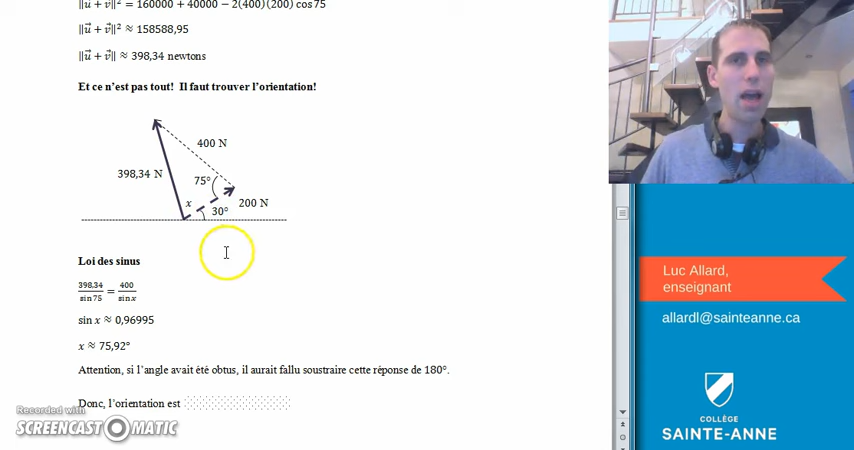 ‖u⃗ + v⃗‖² = 160000 + 40000 − 2(400)(200) cos 75
‖u⃗ + v⃗‖² ≈ 158588,95
‖u⃗ + v⃗‖ ≈ 398,34 newtons
Et ce n'est pas tout! Il faut trouver l'orientation!
400 N
398,34 N
75°
x
200 N
30°
Loi des sinus
398,34/sin 75 = 400/sin x
sin x ≈ 0,96995
x ≈ 75,92°
Attention, si l'angle avait été obtus, il aurait fallu soustraire cette réponse de 180°.
Donc, l'orientation est
Recorded with
SCREENCAST MATIC
Luc Allard,
enseignant
allardl@sainteanne.ca
COLLÈGE
SAINTE-ANNE